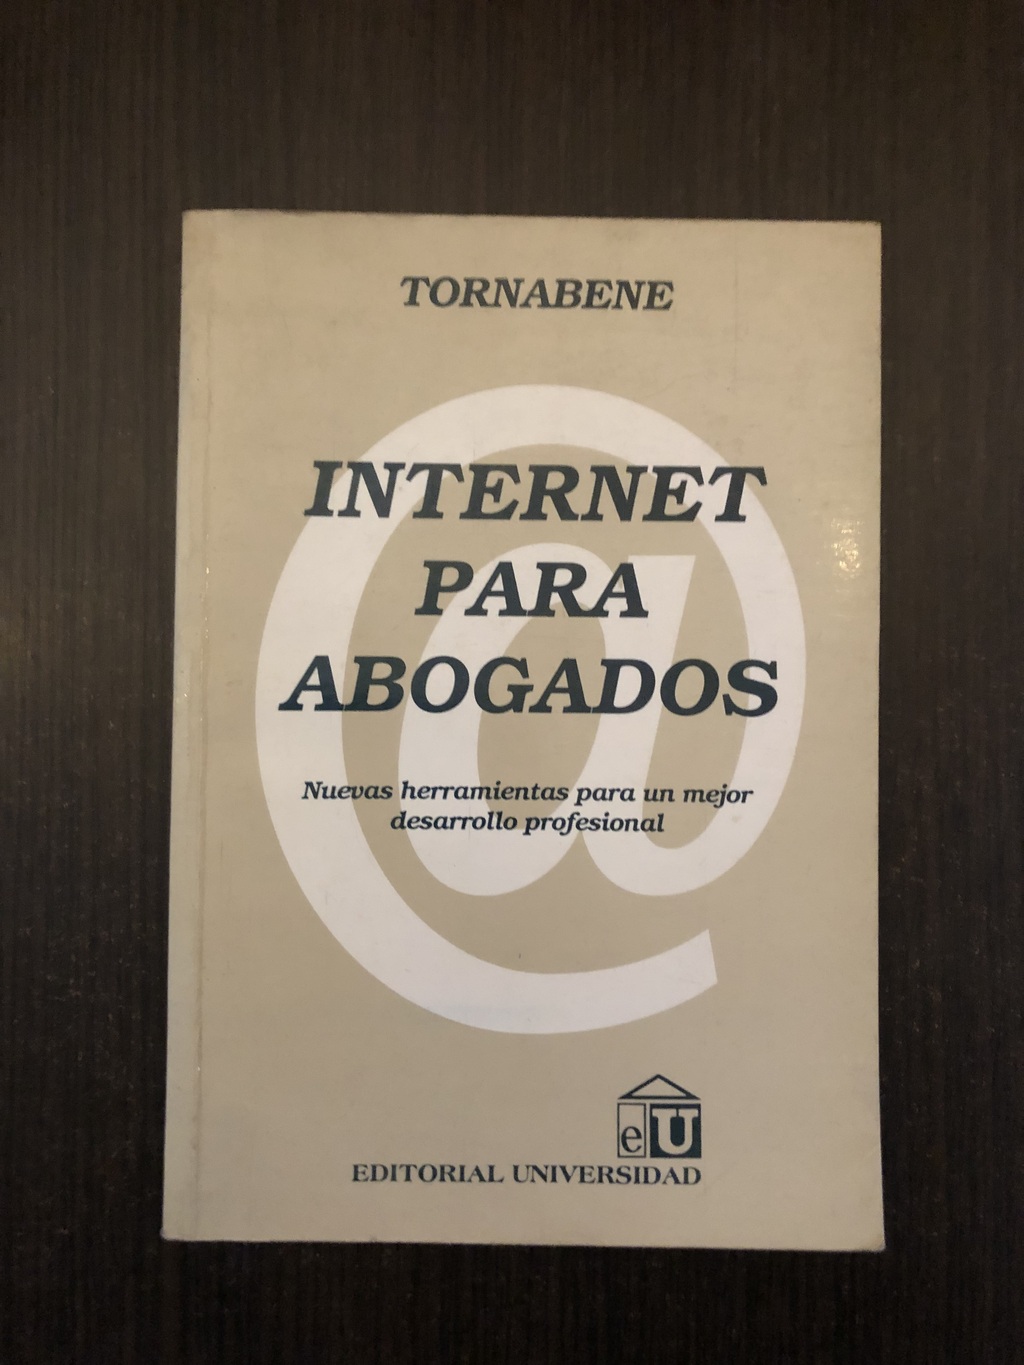 TORNABENE
@
INTERNET
PARA
ABOGADOS
Nuevas herramientas para un mejor
desarrollo profesional
eU
EDITORIAL UNIVERSIDAD